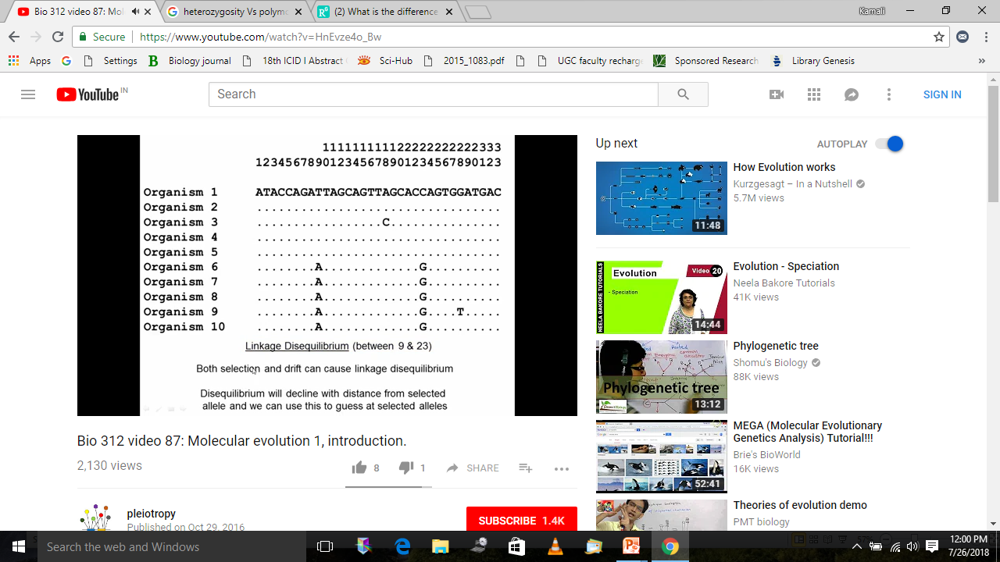 Bio 312 video 87: Mol
heterozygosity Vs polymo
(2) What is the difference
Kamali
Secure
https://www.youtube.com/watch?v=HnEvze4o_Bw
Apps
Settings
Biology journal
18th ICID I Abstract
Sci-Hub
2015_1083.pdf
UGC faculty recharg
Sponsored Research
Library Genesis
»
YouTube IN
Search
SIGN IN
111111111122222222222333
123456789012345678901234567890123
Organism 1 ATACCAGATTAGCAGTTAGCACCAGTGGATGAC
Organism 2 .................................
Organism 3 .................C...............
Organism 4 .................................
Organism 5 .................................
Organism 6 ........A.............G..........
Organism 7 ........A.............G..........
Organism 8 ........A.............G..........
Organism 9 ........A.............G....T.....
Organism 10 ........A.............G..........
Linkage Disequilibrium (between 9 & 23)
Both selection and drift can cause linkage disequilibrium
Disequilibrium will decline with distance from selected
allele and we can use this to guess at selected alleles
Bio 312 video 87: Molecular evolution 1, introduction.
2,130 views
8
1
SHARE
pleiotropy
Published on Oct 29, 2016
SUBSCRIBE 1.4K
Up next
AUTOPLAY
How Evolution works
Kurzgesagt – In a Nutshell
5.7M views
11:48
Evolution
Video 20
- Speciation
NEELA BAKORE TUTORIALS
14:44
Evolution - Speciation
Neela Bakore Tutorials
41K views
Phylogenetic tree
13:12
Phylogenetic tree
Shomu's Biology
88K views
52:41
MEGA (Molecular Evolutionary
Genetics Analysis) Tutorial!!!
Brie's BioWorld
16K views
Theories of evolution demo
PMT biology
Search the web and Windows
57%
12:00 PM
7/26/2018